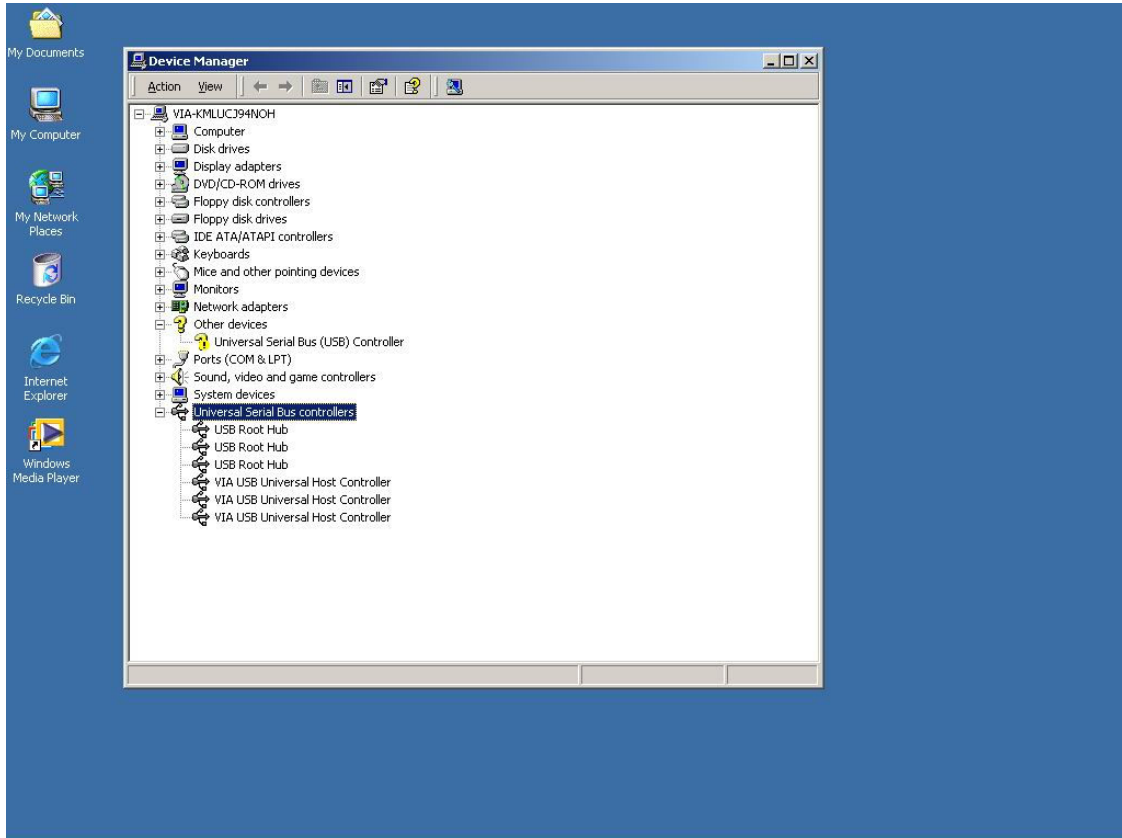 My Documents
My Computer
My Network
Places
Recycle Bin
Internet
Explorer
Windows
Media Player
Device Manager
Action View
VIA-KMLUCJ94NOH
Computer
Disk drives
Display adapters
DVD/CD-ROM drives
Floppy disk controllers
Floppy disk drives
IDE ATA/ATAPI controllers
Keyboards
Mice and other pointing devices
Monitors
Network adapters
Other devices
Universal Serial Bus (USB) Controller
Ports (COM & LPT)
Sound, video and game controllers
System devices
Universal Serial Bus controllers
USB Root Hub
USB Root Hub
USB Root Hub
VIA USB Universal Host Controller
VIA USB Universal Host Controller
VIA USB Universal Host Controller